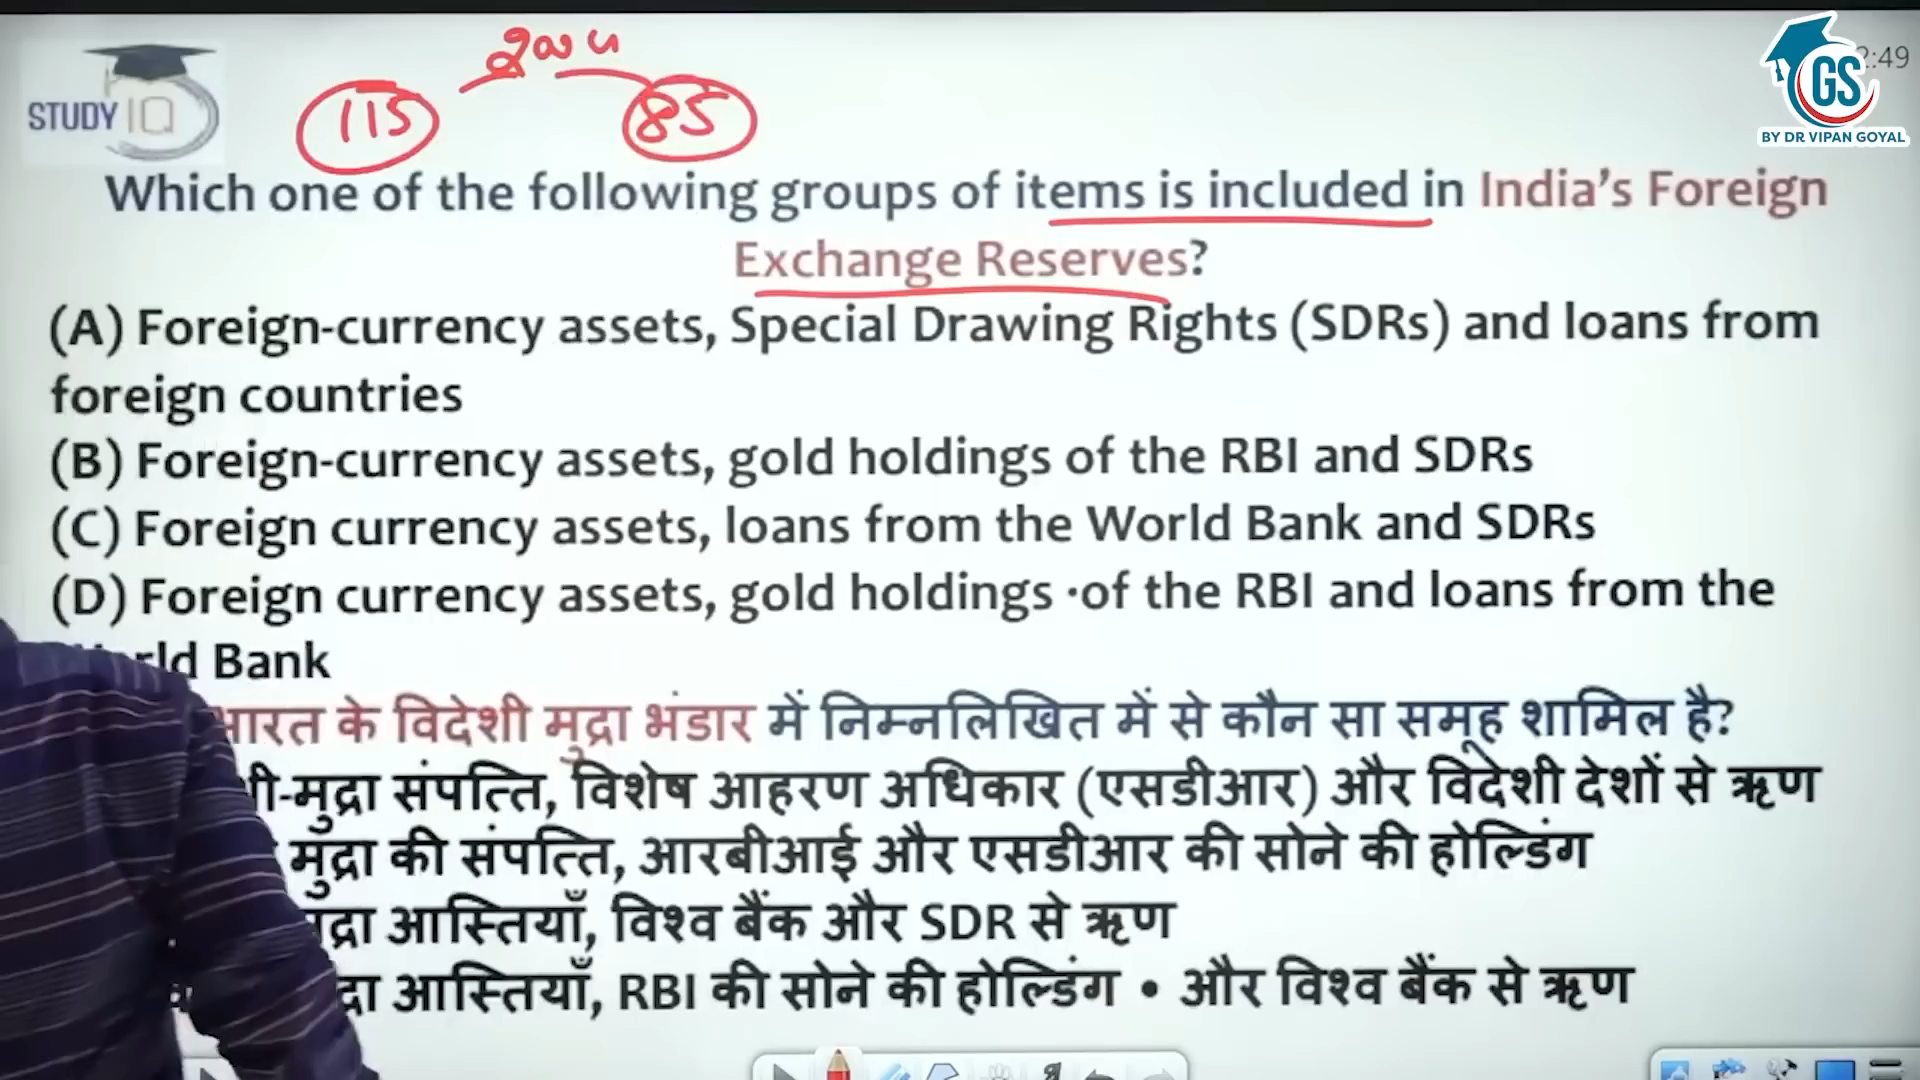 STUDY IQ
2:49
GS
BY DR VIPAN GOYAL
115
85
Which one of the following groups of items is included in India's Foreign
Exchange Reserves?
(A) Foreign-currency assets, Special Drawing Rights (SDRs) and loans from
foreign countries
(B) Foreign-currency assets, gold holdings of the RBI and SDRs
(C) Foreign currency assets, loans from the World Bank and SDRs
(D) Foreign currency assets, gold holdings ·of the RBI and loans from the
Bank
भारत के विदेशी मुद्रा भंडार में निम्नलिखित में से कौन सा समूह शामिल है?
-मुद्रा संपत्ति, विशेष आहरण अधिकार (एसडीआर) और विदेशी देशों से ऋण
मुद्रा की संपत्ति, आरबीआई और एसडीआर की सोने की होल्डिंग
आस्तियाँ, विश्व बैंक और SDR से ऋण
आस्तियाँ, RBI की सोने की होल्डिंग • और विश्व बैंक से ऋण